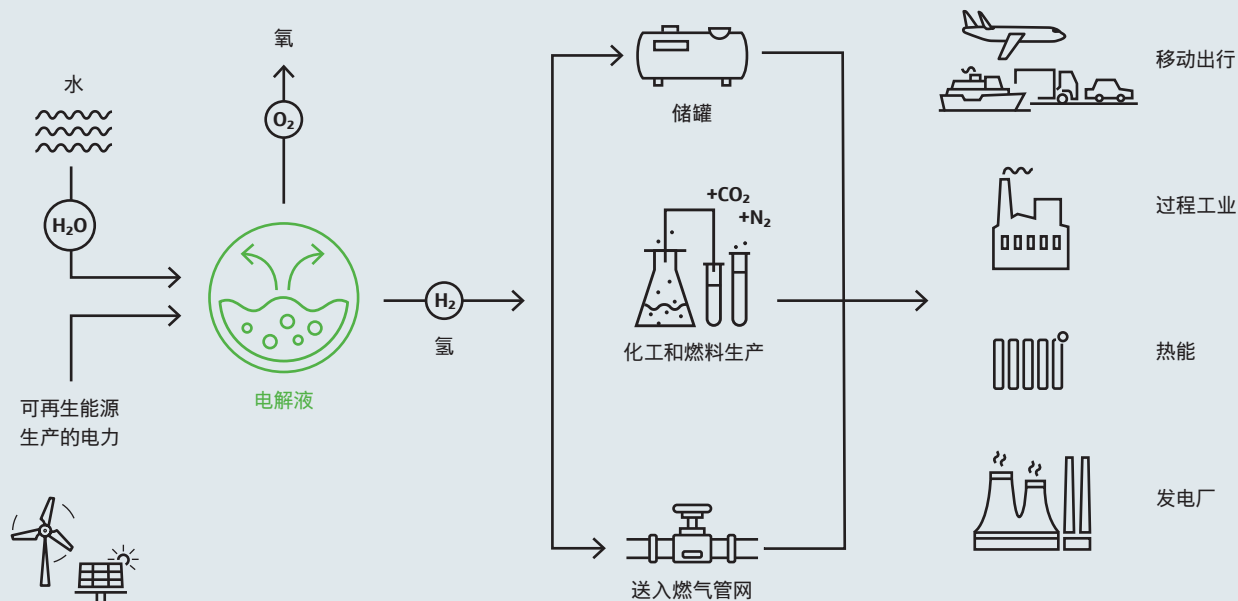 水
H₂O
可再生能源
生产的电力
氧
O₂
电解液
H₂
氢
储罐
+CO₂
+N₂
化工和燃料生产
送入燃气管网
移动出行
过程工业
热能
发电厂